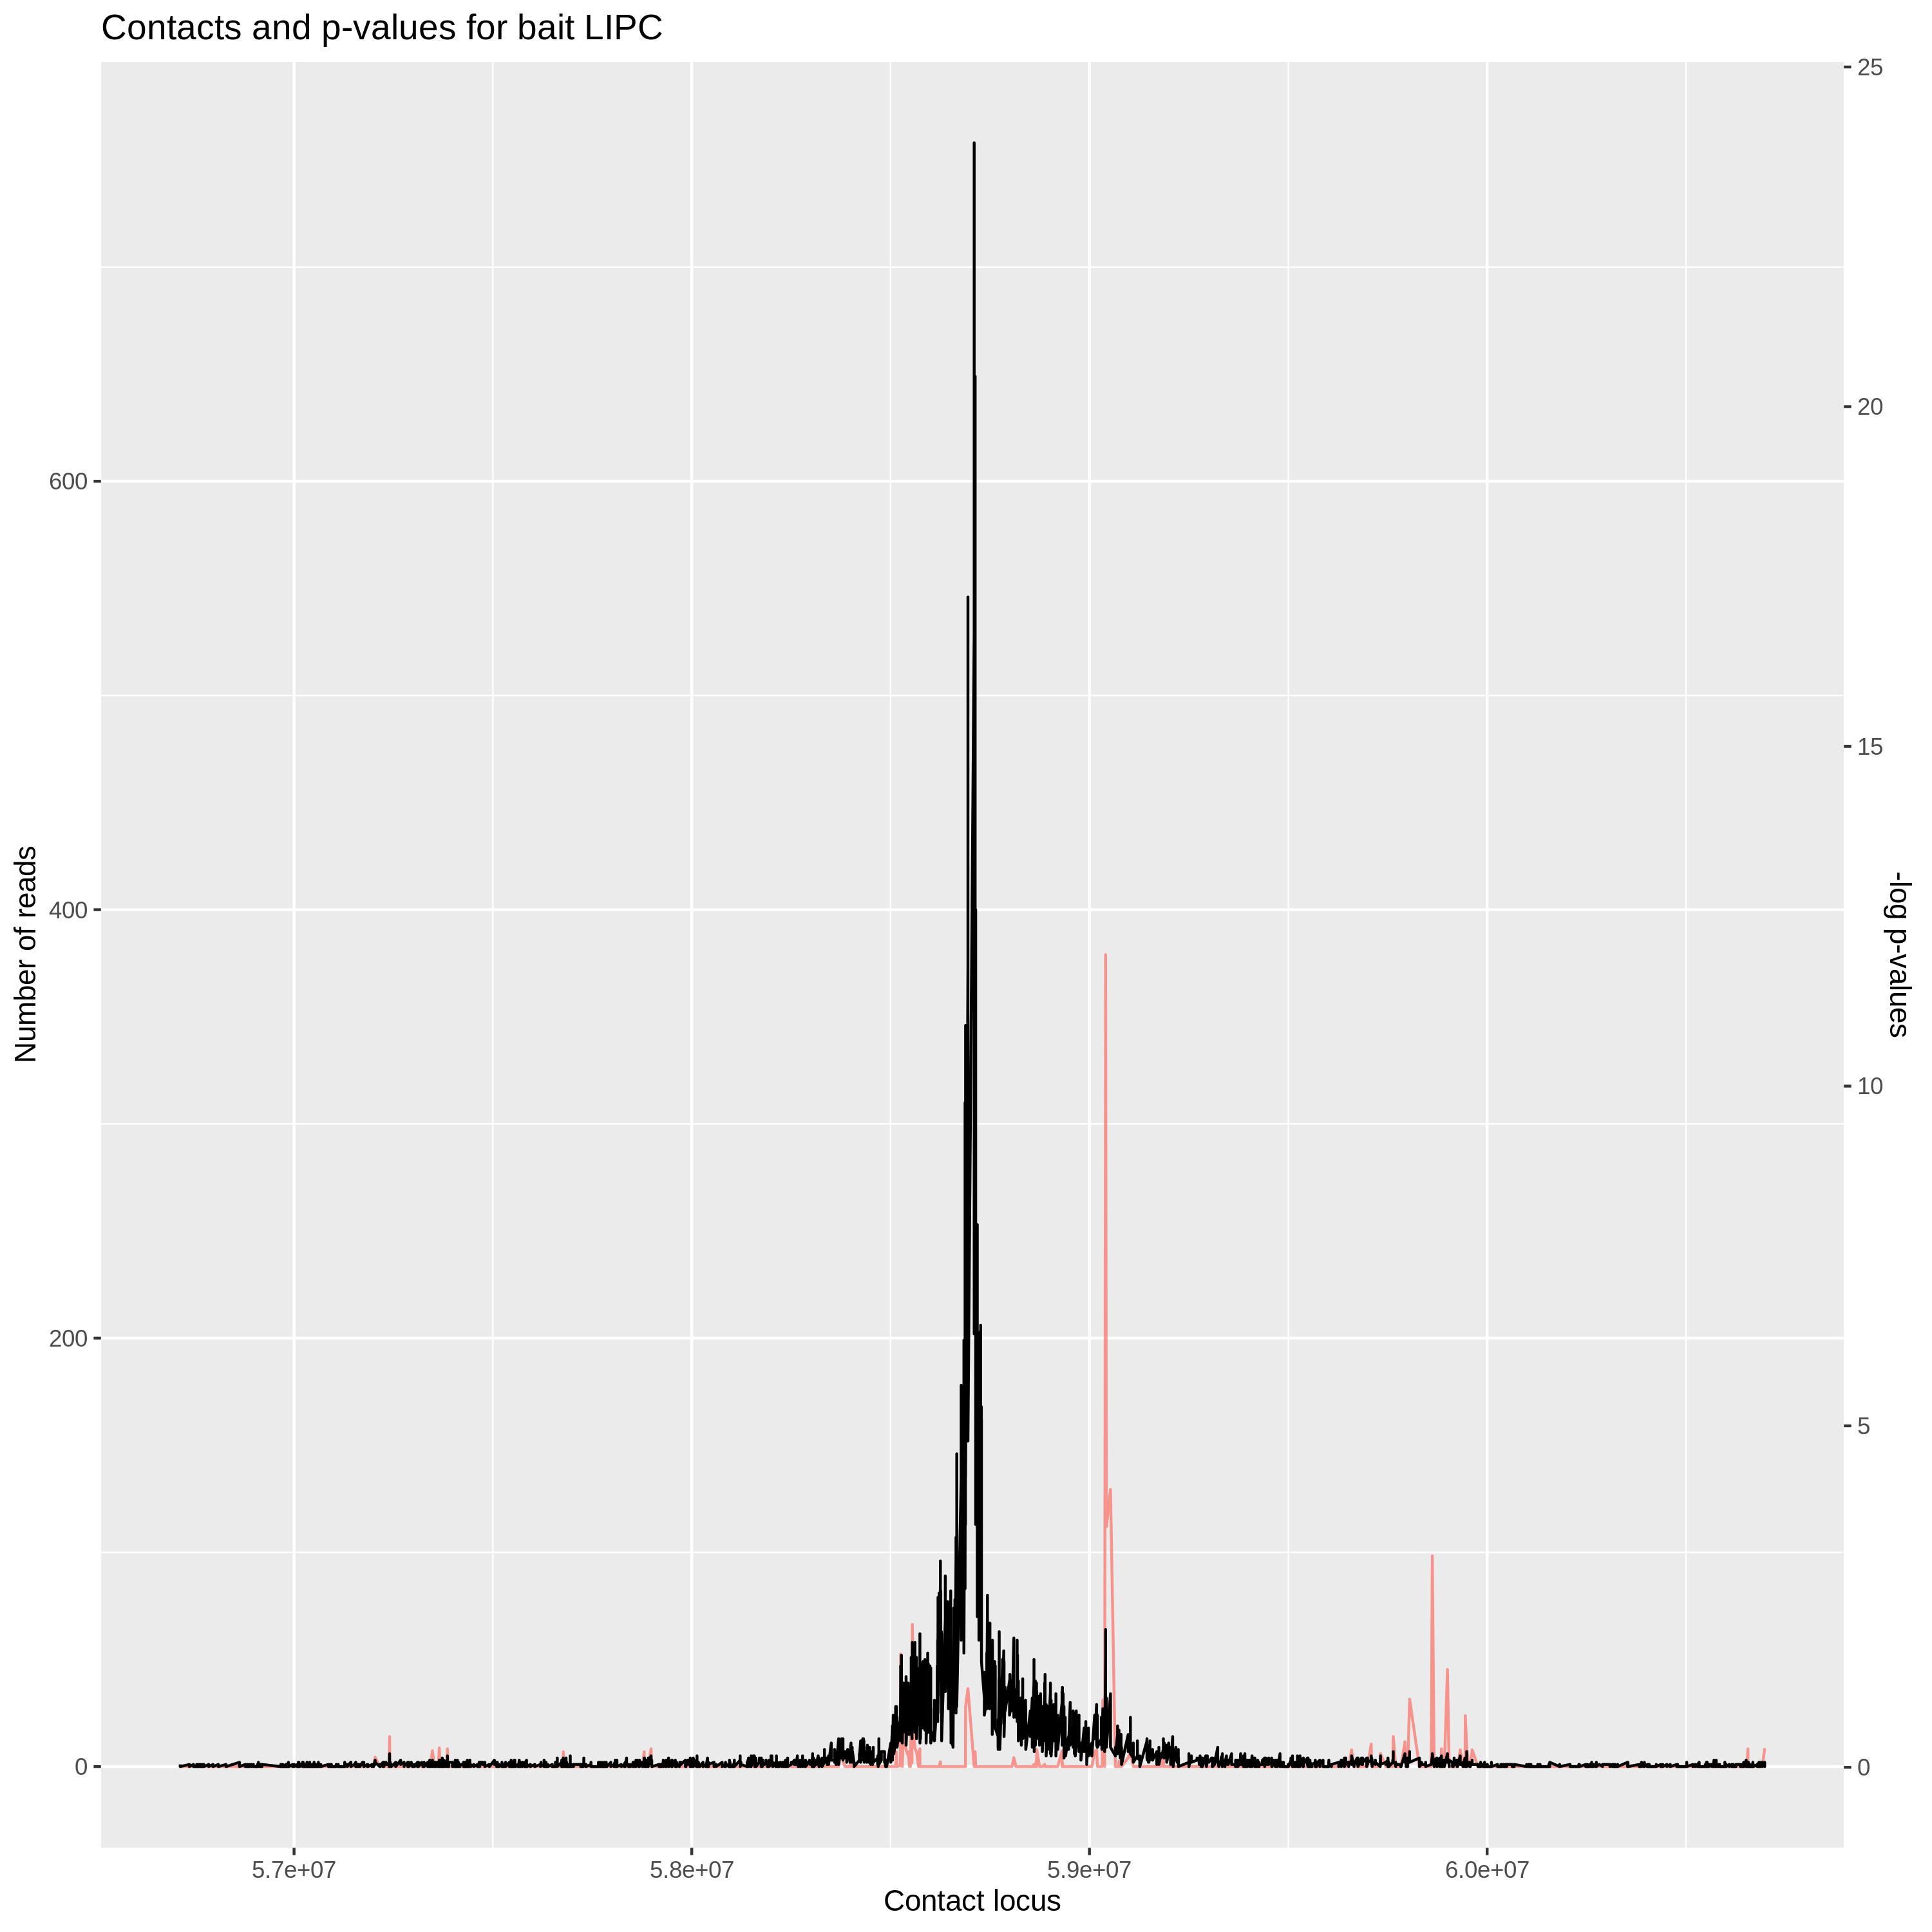 Contacts and p-values for bait LIPC
25
20
600
15
Number of reads
-log p-values
400
10
200
5
0
0
5.7e+07
5.8e+07
5.9e+07
6.0e+07
Contact locus